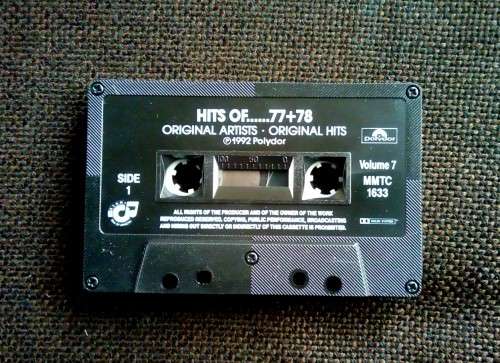 HITS OF......77+78
ORIGINAL ARTISTS · ORIGINAL HITS
℗1992 Polydor
polydor
100 50 0
SIDE
1
Volume 7
MMTC
1633
ALL RIGHTS OF THE PRODUCER AND OF THE OWNER OF THE WORK
REPRODUCED RESERVED. COPYING, PUBLIC PERFORMANCE, BROADCASTING
AND HIRING OUT DIRECTLY OR INDIRECTLY OF THIS CASSETTE IS PROHIBITED.